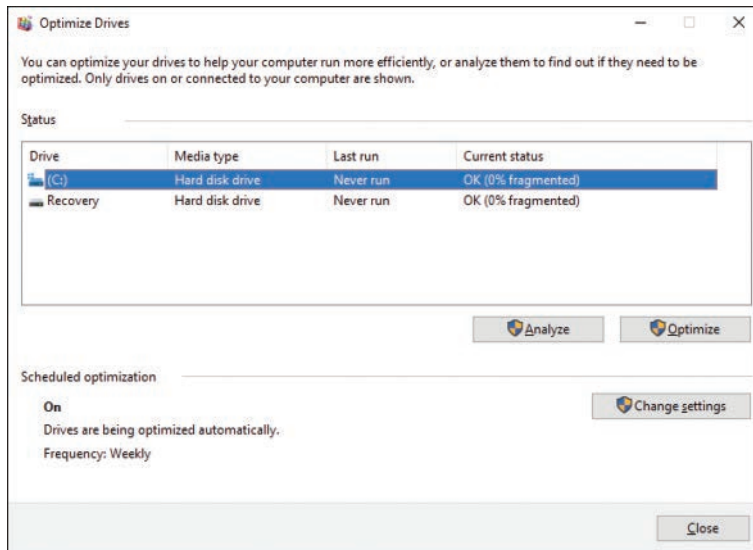 Optimize Drives
You can optimize your drives to help your computer run more efficiently, or analyze them to find out if they need to be
optimized. Only drives on or connected to your computer are shown.
Status
Drive Media type Last run Current status
(C:) Hard disk drive Never run OK (0% fragmented)
Recovery Hard disk drive Never run OK (0% fragmented)
Analyze Optimize
Scheduled optimization
On Change settings
Drives are being optimized automatically.
Frequency: Weekly
Close